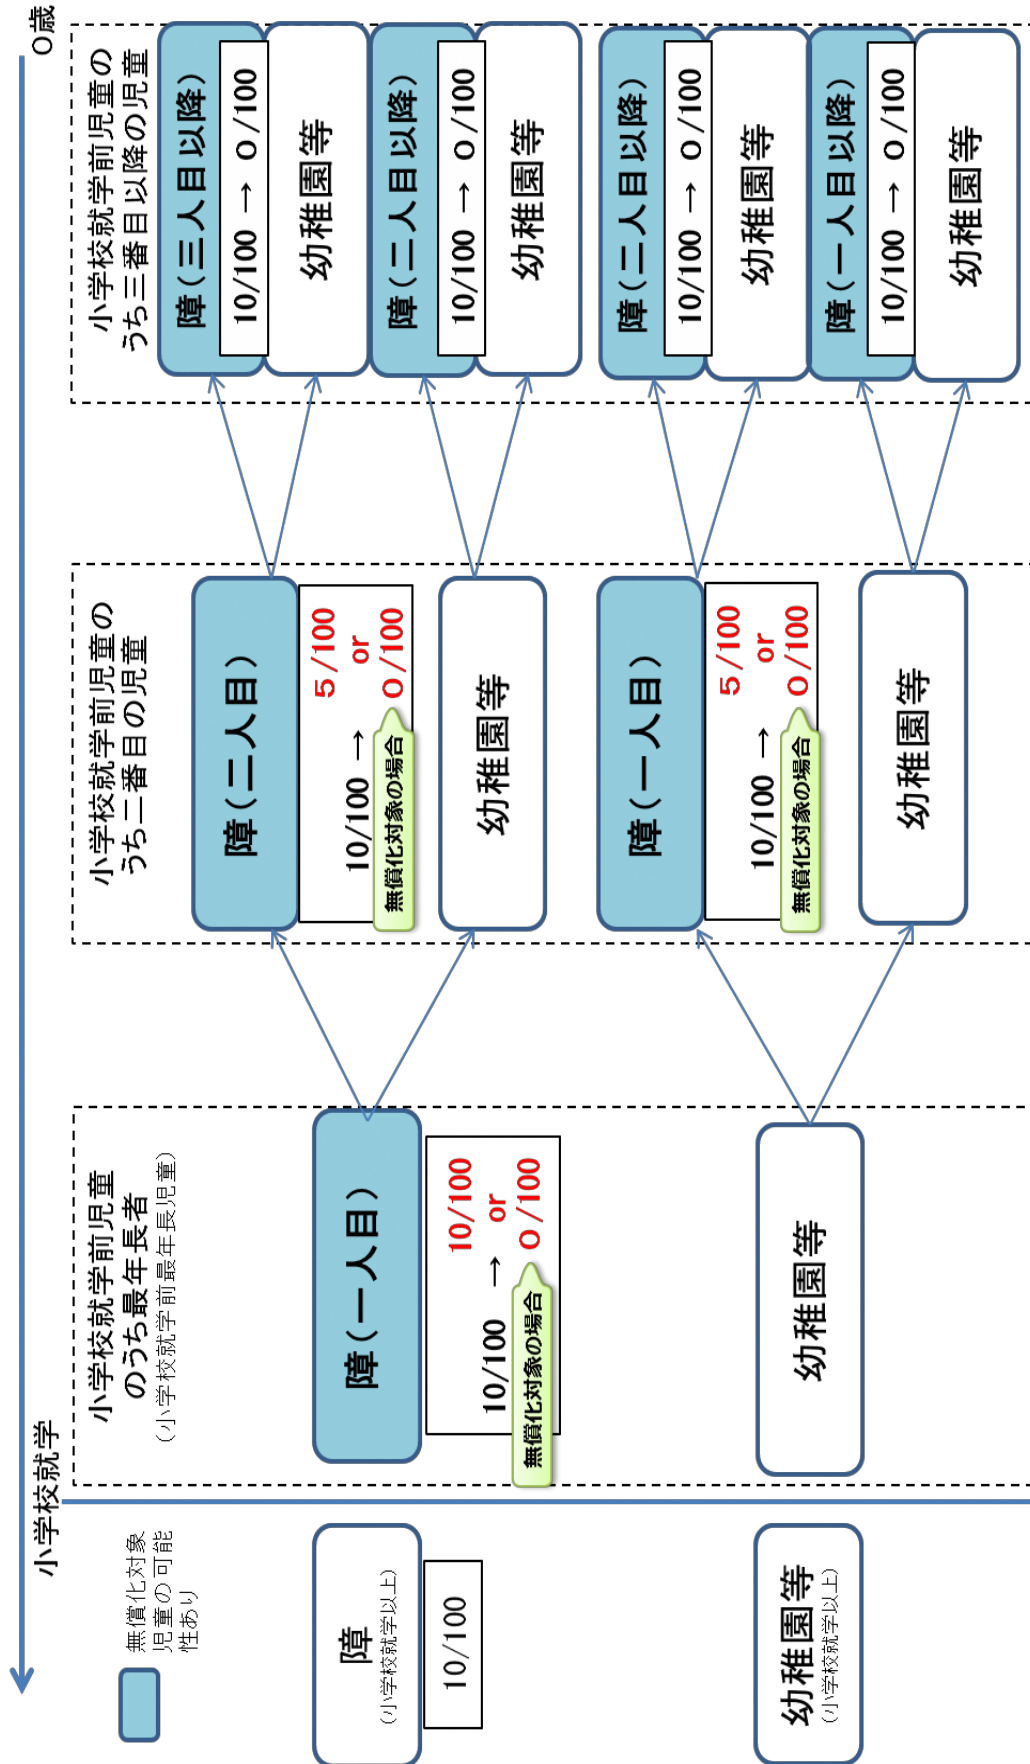 小学校就学
０歳
無償化対象
児童の可能
性あり
小学校就学前児童
のうち最年長者
（小学校就学前最年長児童）
小学校就学前児童の
うち二番目の児童
小学校就学前児童の
うち三番目以降の児童
障
（小学校就学以上）
10/100
幼稚園等
（小学校就学以上）
障（一人目）
10/100 →
10/100
or
０/100
無償化対象の場合
幼稚園等
障（二人目）
10/100 →
５/100
or
０/100
無償化対象の場合
幼稚園等
障（一人目）
10/100 →
５/100
or
０/100
無償化対象の場合
幼稚園等
障（三人目以降）
10/100 → ０/100
幼稚園等
障（二人目以降）
10/100 → ０/100
幼稚園等
障（二人目以降）
10/100 → ０/100
幼稚園等
障（一人目以降）
10/100 → ０/100
幼稚園等